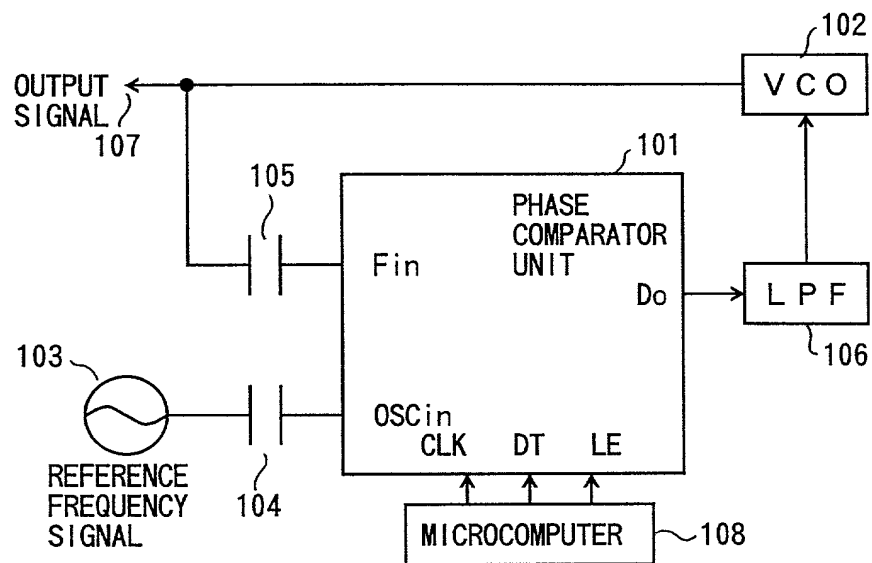 102
VCO
OUTPUT
SIGNAL
107
101
105
PHASE
COMPARATOR
UNIT
Fin
Do
LPF
106
103
OSCin
CLK DT LE
REFERENCE
FREQUENCY
SIGNAL
104
MICROCOMPUTER
108